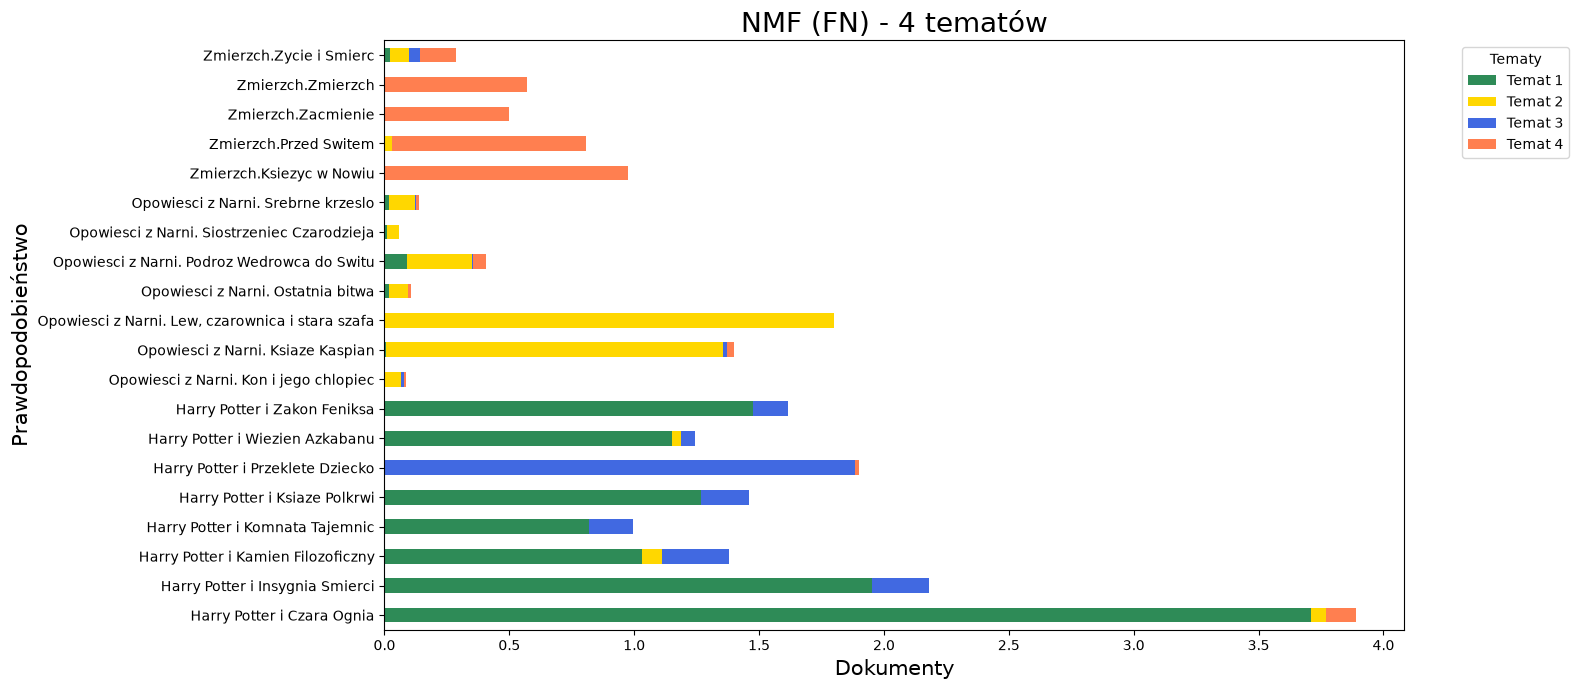 NMF (FN) - 4 tematów
Zmierzch.Zycie i Smierc
Zmierzch.Zmierzch
Zmierzch.Zacmienie
Zmierzch.Przed Switem
Zmierzch.Ksiezyc w Nowiu
Opowiesci z Narni. Srebrne krzeslo
Opowiesci z Narni. Siostrzeniec Czarodzieja
Opowiesci z Narni. Podroz Wedrowca do Switu
Opowiesci z Narni. Ostatnia bitwa
Opowiesci z Narni. Lew, czarownica i stara szafa
Opowiesci z Narni. Ksiaze Kaspian
Opowiesci z Narni. Kon i jego chlopiec
Harry Potter i Zakon Feniksa
Harry Potter i Wiezien Azkabanu
Harry Potter i Przeklete Dziecko
Harry Potter i Ksiaze Polkrwi
Harry Potter i Komnata Tajemnic
Harry Potter i Kamien Filozoficzny
Harry Potter i Insygnia Smierci
Harry Potter i Czara Ognia
Prawdopodobieństwo
0.0 0.5 1.0 1.5 2.0 2.5 3.0 3.5 4.0
Dokumenty
Tematy
Temat 1
Temat 2
Temat 3
Temat 4